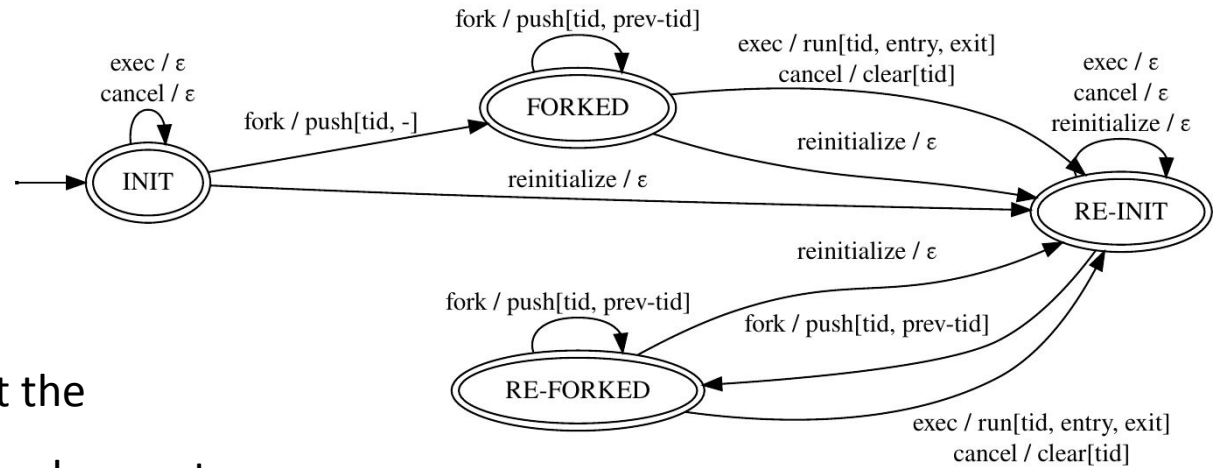 fork / push[tid, prev-tid]
exec / ε
cancel / ε
fork / push[tid, -]
INIT
FORKED
exec / run[tid, entry, exit]
cancel / clear[tid]
reinitialize / ε
reinitialize / ε
exec / ε
cancel / ε
reinitialize / ε
RE-INIT
reinitialize / ε
fork / push[tid, prev-tid]
fork / push[tid, prev-tid]
RE-FORKED
exec / run[tid, entry, exit]
cancel / clear[tid]
t the